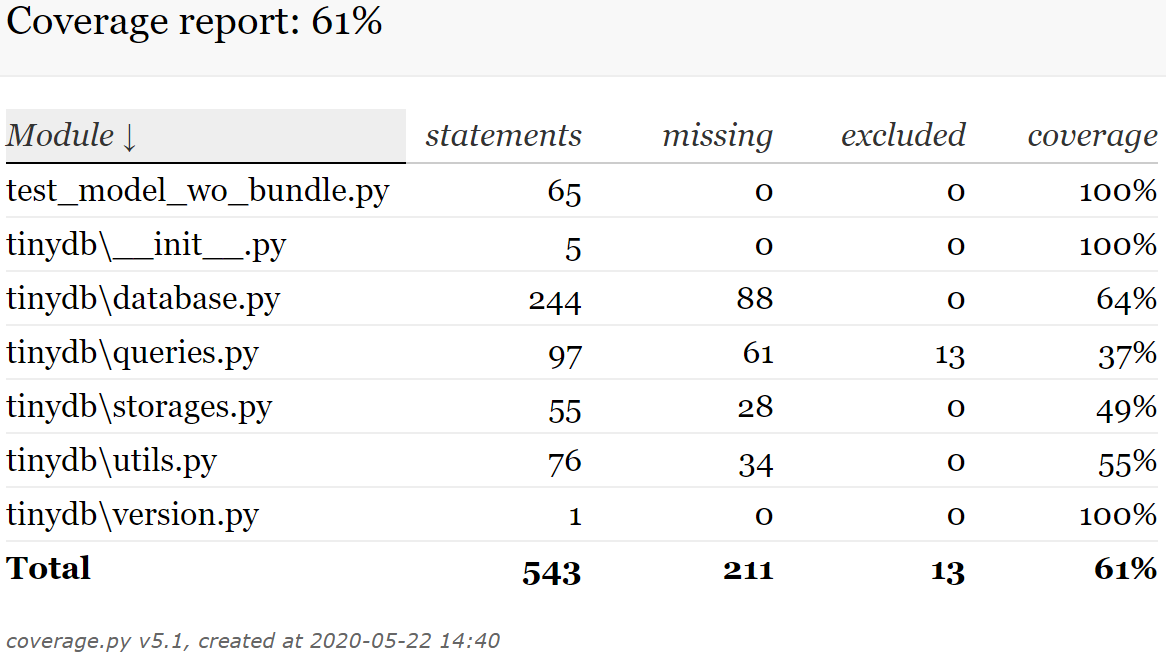 Coverage report: 61%
Module ↓ statements missing excluded coverage
test_model_wo_bundle.py 65 0 0 100%
tinydb\__init__.py 5 0 0 100%
tinydb\database.py 244 88 0 64%
tinydb\queries.py 97 61 13 37%
tinydb\storages.py 55 28 0 49%
tinydb\utils.py 76 34 0 55%
tinydb\version.py 1 0 0 100%
Total 543 211 13 61%
coverage.py v5.1, created at 2020-05-22 14:40